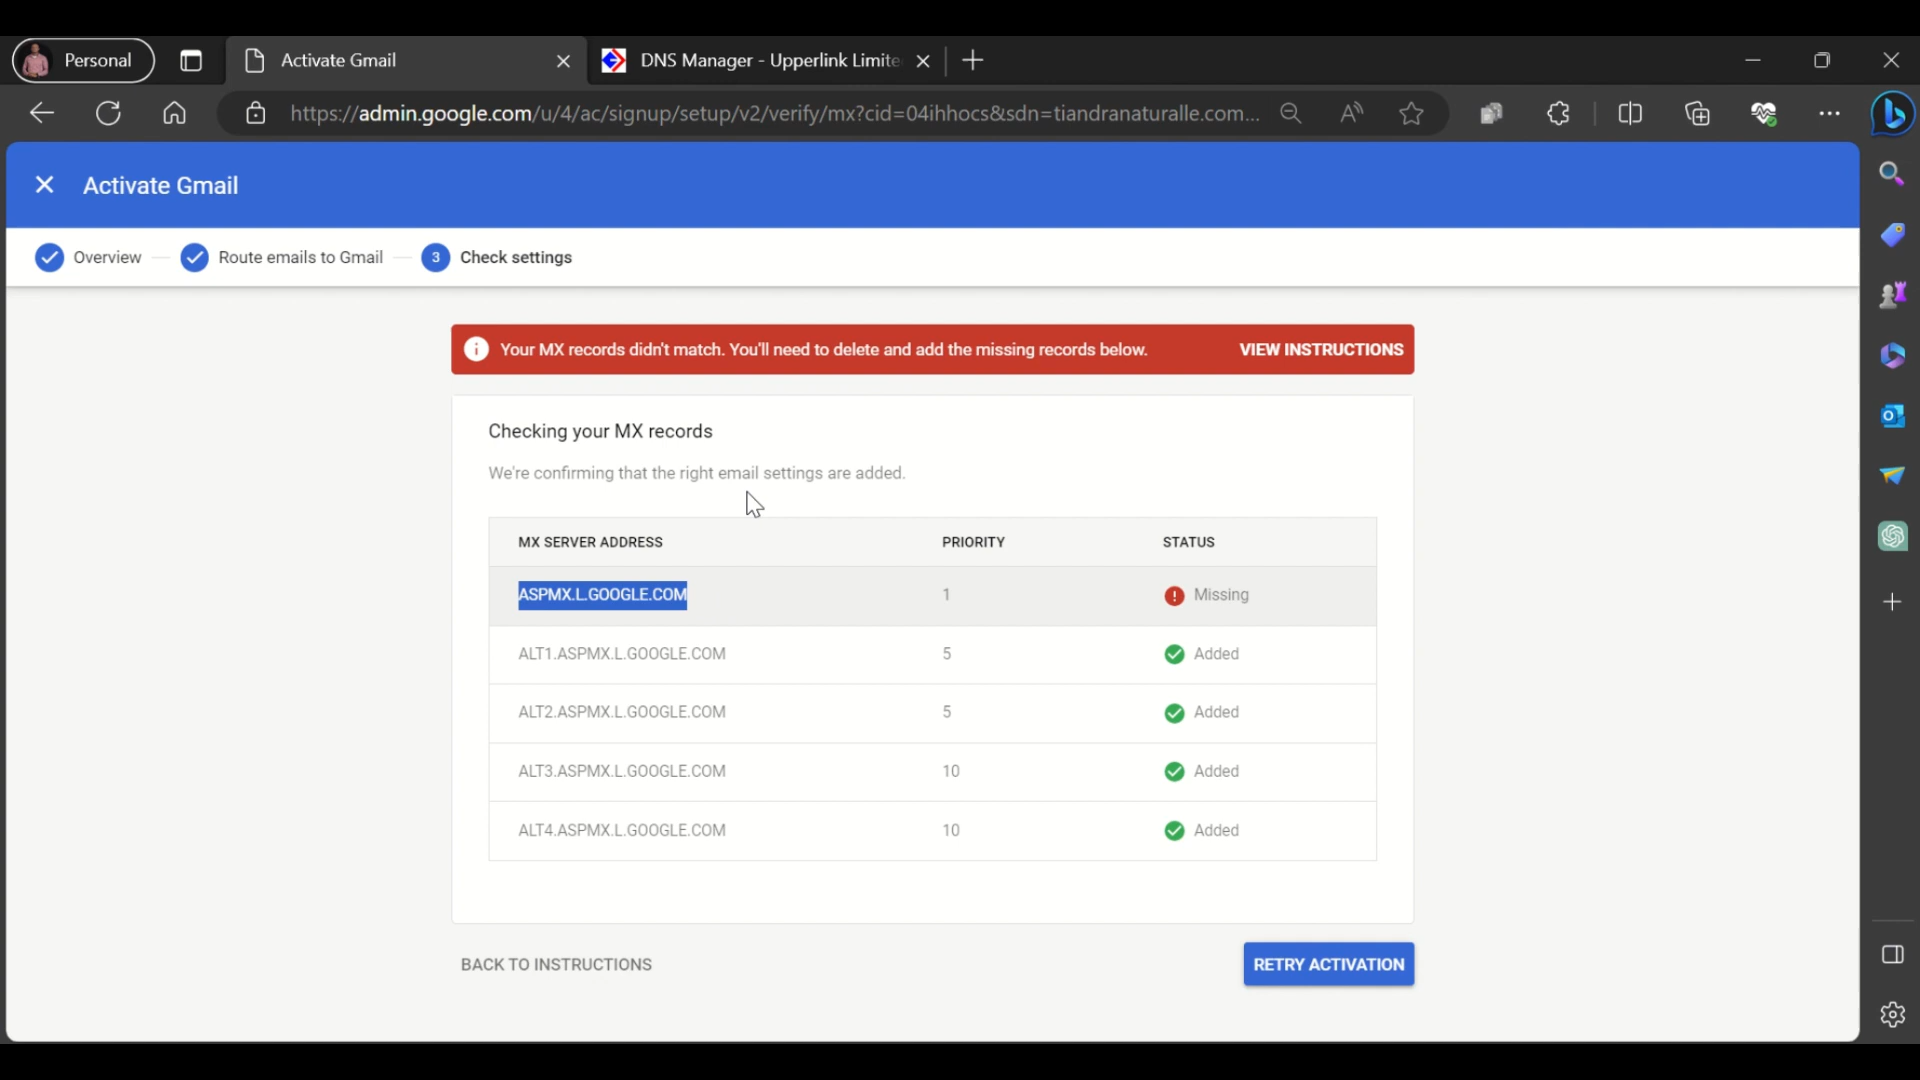 Personal
Activate Gmail
DNS Manager - Upperlink Limite
https://admin.google.com/u/4/ac/signup/setup/v2/verify/mx?cid=04ihhocs&sdn=tiandranaturalle.com...
Activate Gmail
Overview
Route emails to Gmail
3 Check settings
Your MX records didn't match. You'll need to delete and add the missing records below.
VIEW INSTRUCTIONS
Checking your MX records
We're confirming that the right email settings are added.
MX SERVER ADDRESS PRIORITY STATUS
ASPMX.L.GOOGLE.COM 1 Missing
ALT1.ASPMX.L.GOOGLE.COM 5 Added
ALT2.ASPMX.L.GOOGLE.COM 5 Added
ALT3.ASPMX.L.GOOGLE.COM 10 Added
ALT4.ASPMX.L.GOOGLE.COM 10 Added
BACK TO INSTRUCTIONS
RETRY ACTIVATION